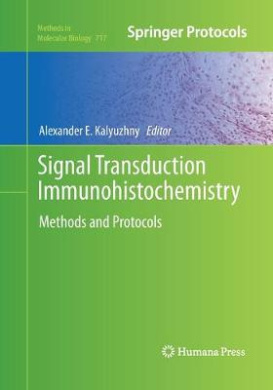 Methods in
Springer Protocols
Molecular Biology 717
Alexander E. Kalyuzhny Editor
Signal Transduction
Immunohistochemistry
Methods and Protocols
Humana Press